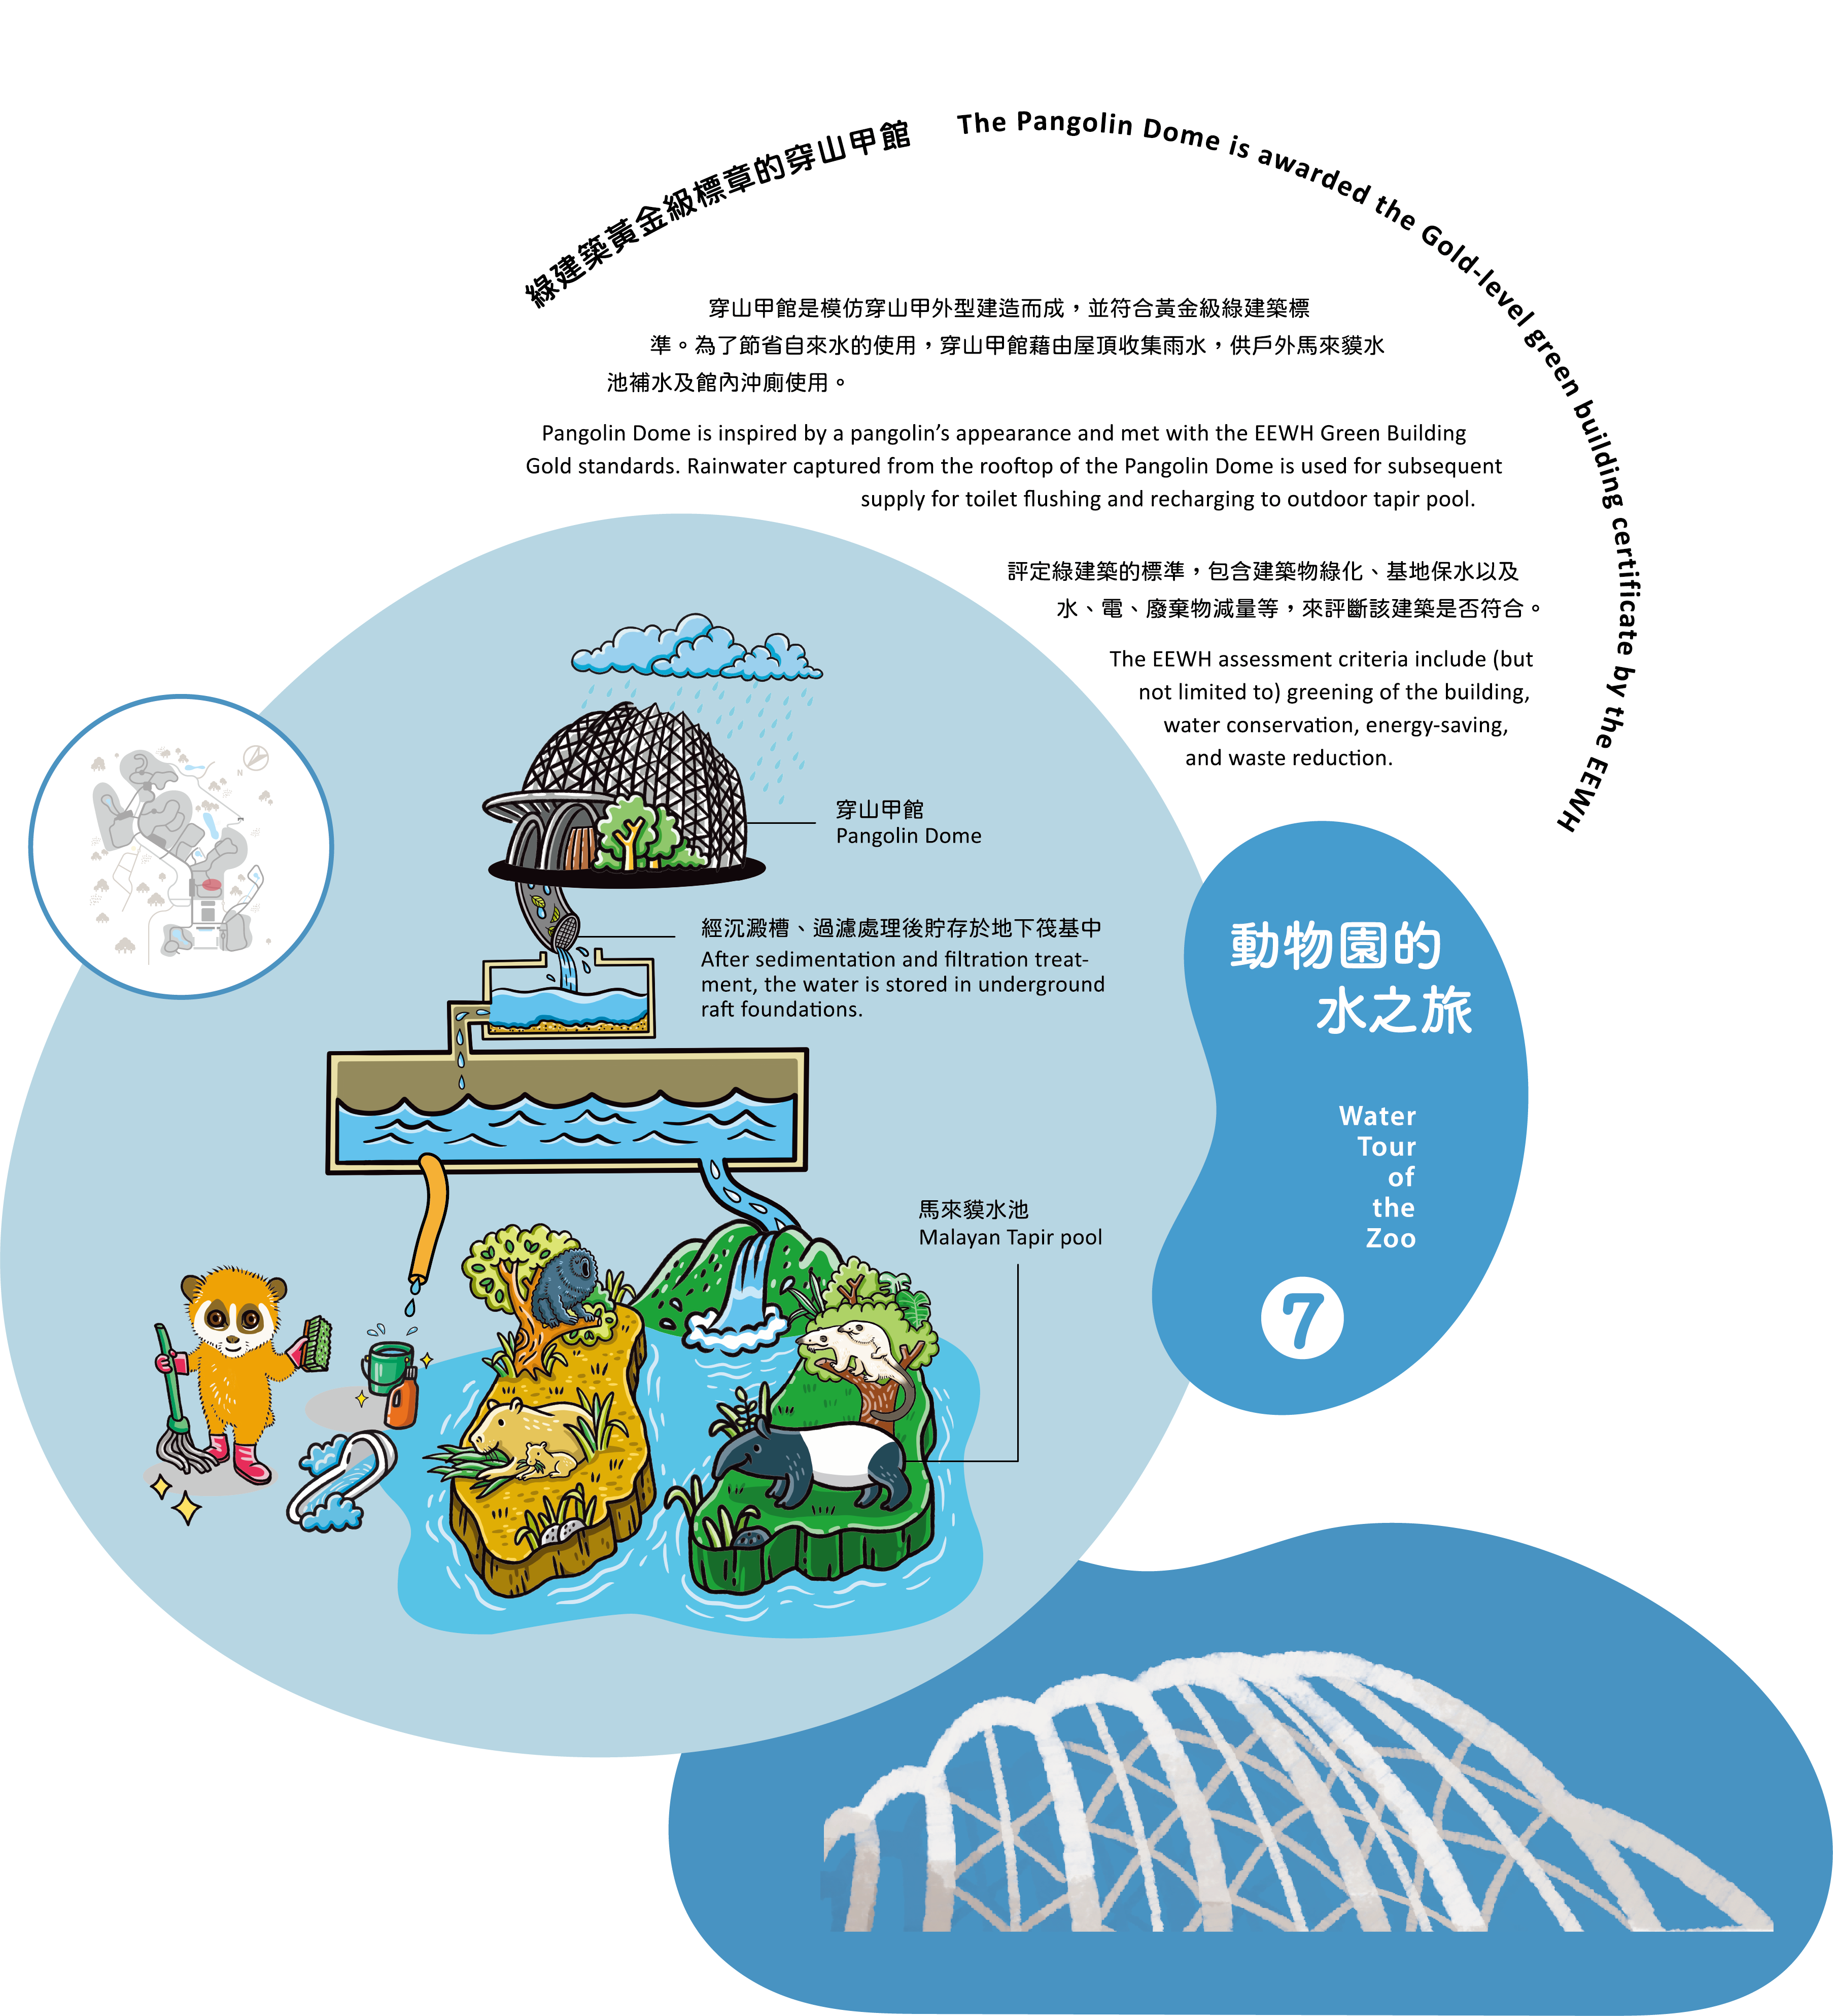 綠建築黃金級標章的穿山甲館
The Pangolin Dome is awarded the Gold-level green building certificate by the EEWH
穿山甲館是模仿穿山甲外型建造而成，並符合黃金級綠建築標
準。為了節省自來水的使用，穿山甲館藉由屋頂收集雨水，供戶外馬來貘水
池補水及館內沖廁使用。
Pangolin Dome is inspired by a pangolin’s appearance and met with the EEWH Green Building
Gold standards. Rainwater captured from the rooftop of the Pangolin Dome is used for subsequent
supply for toilet flushing and recharging to outdoor tapir pool.
評定綠建築的標準，包含建築物綠化、基地保水以及
水、電、廢棄物減量等，來評斷該建築是否符合。
The EEWH assessment criteria include (but
not limited to) greening of the building,
water conservation, energy-saving,
and waste reduction.
N
穿山甲館
Pangolin Dome
經沉澱槽、過濾處理後貯存於地下筏基中
After sedimentation and filtration treat-
ment, the water is stored in underground
raft foundations.
馬來貘水池
Malayan Tapir pool
動物園的
水之旅
Water
Tour
of
the
Zoo
7